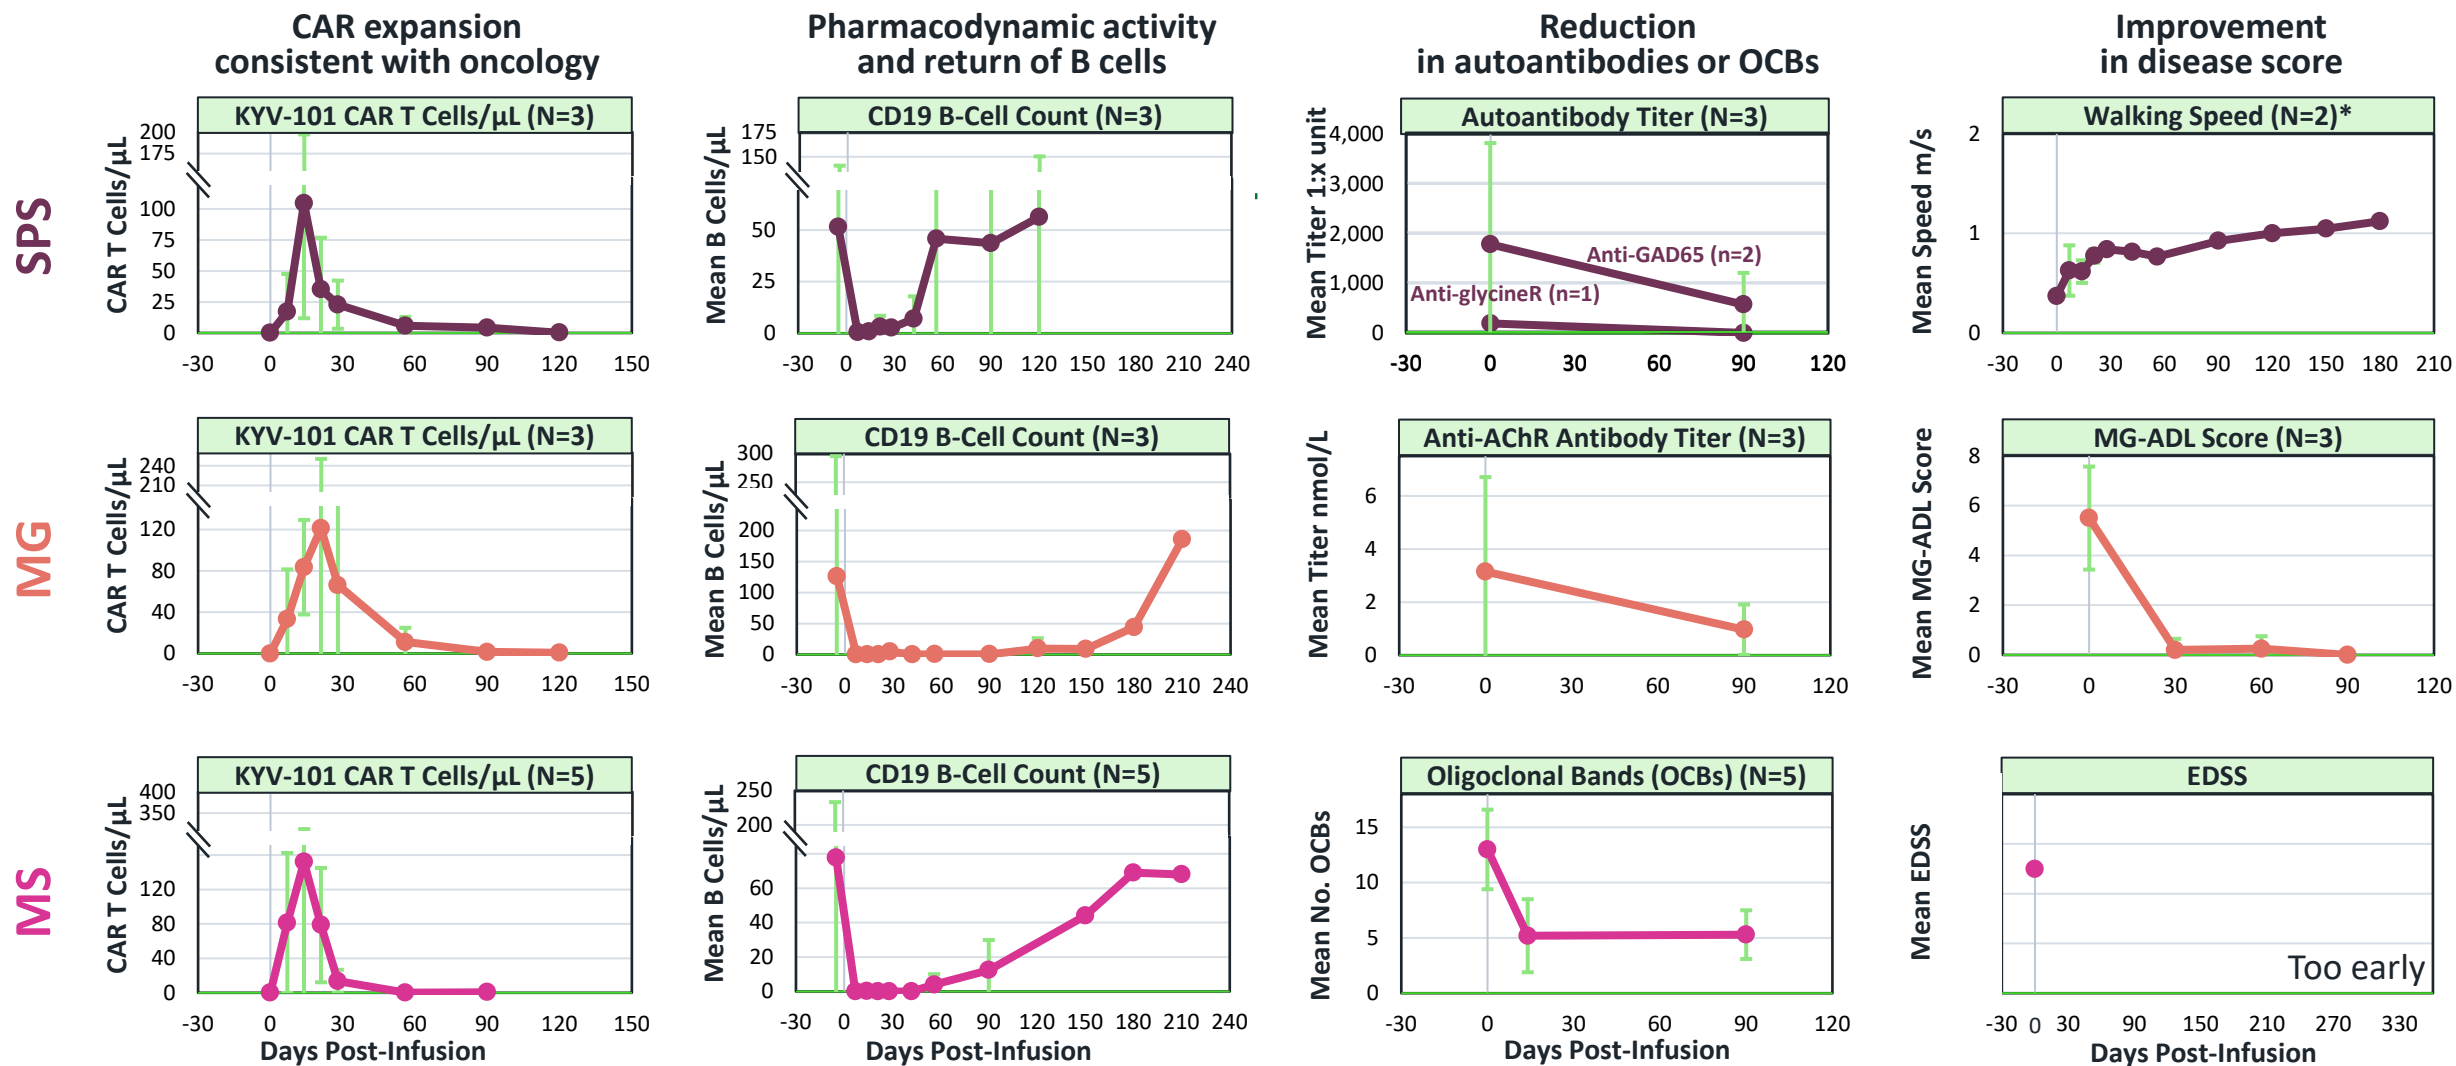 CAR expansion
consistent with oncology
Pharmacodynamic activity
and return of B cells
Reduction
in autoantibodies or OCBs
Improvement
in disease score
SPS
KYV-101 CAR T Cells/µL (N=3)
CAR T Cells/µL
200
175
100
75
50
25
0
-30 0 30 60 90 120 150
CD19 B-Cell Count (N=3)
Mean B Cells/µL
175
150
50
25
0
-30 0 30 60 90 120 150 180 210 240
Autoantibody Titer (N=3)
Mean Titer 1:x unit
4,000
3,000
2,000
1,000
0
Anti-GAD65 (n=2)
Anti-glycineR (n=1)
-30 0 30 60 90 120
Walking Speed (N=2)*
Mean Speed m/s
2
1
0
-30 0 30 60 90 120 150 180 210
MG
KYV-101 CAR T Cells/µL (N=3)
CAR T Cells/µL
240
210
120
80
40
0
-30 0 30 60 90 120 150
CD19 B-Cell Count (N=3)
Mean B Cells/µL
300
250
200
150
100
50
0
-30 0 30 60 90 120 150 180 210 240
Anti-AChR Antibody Titer (N=3)
Mean Titer nmol/L
6
4
2
0
-30 0 30 60 90 120
MG-ADL Score (N=3)
Mean MG-ADL Score
8
6
4
2
0
-30 0 30 60 90 120
MS
KYV-101 CAR T Cells/µL (N=5)
CAR T Cells/µL
400
350
120
80
40
0
-30 0 30 60 90 120 150
Days Post-Infusion
CD19 B-Cell Count (N=5)
Mean B Cells/µL
250
200
60
40
20
0
-30 0 30 60 90 120 150 180 210 240
Days Post-Infusion
Oligoclonal Bands (OCBs) (N=5)
Mean No. OCBs
15
10
5
0
-30 0 30 60 90 120
Days Post-Infusion
EDSS
Mean EDSS
Too early
-30 0 30 90 150 210 270 330
Days Post-Infusion